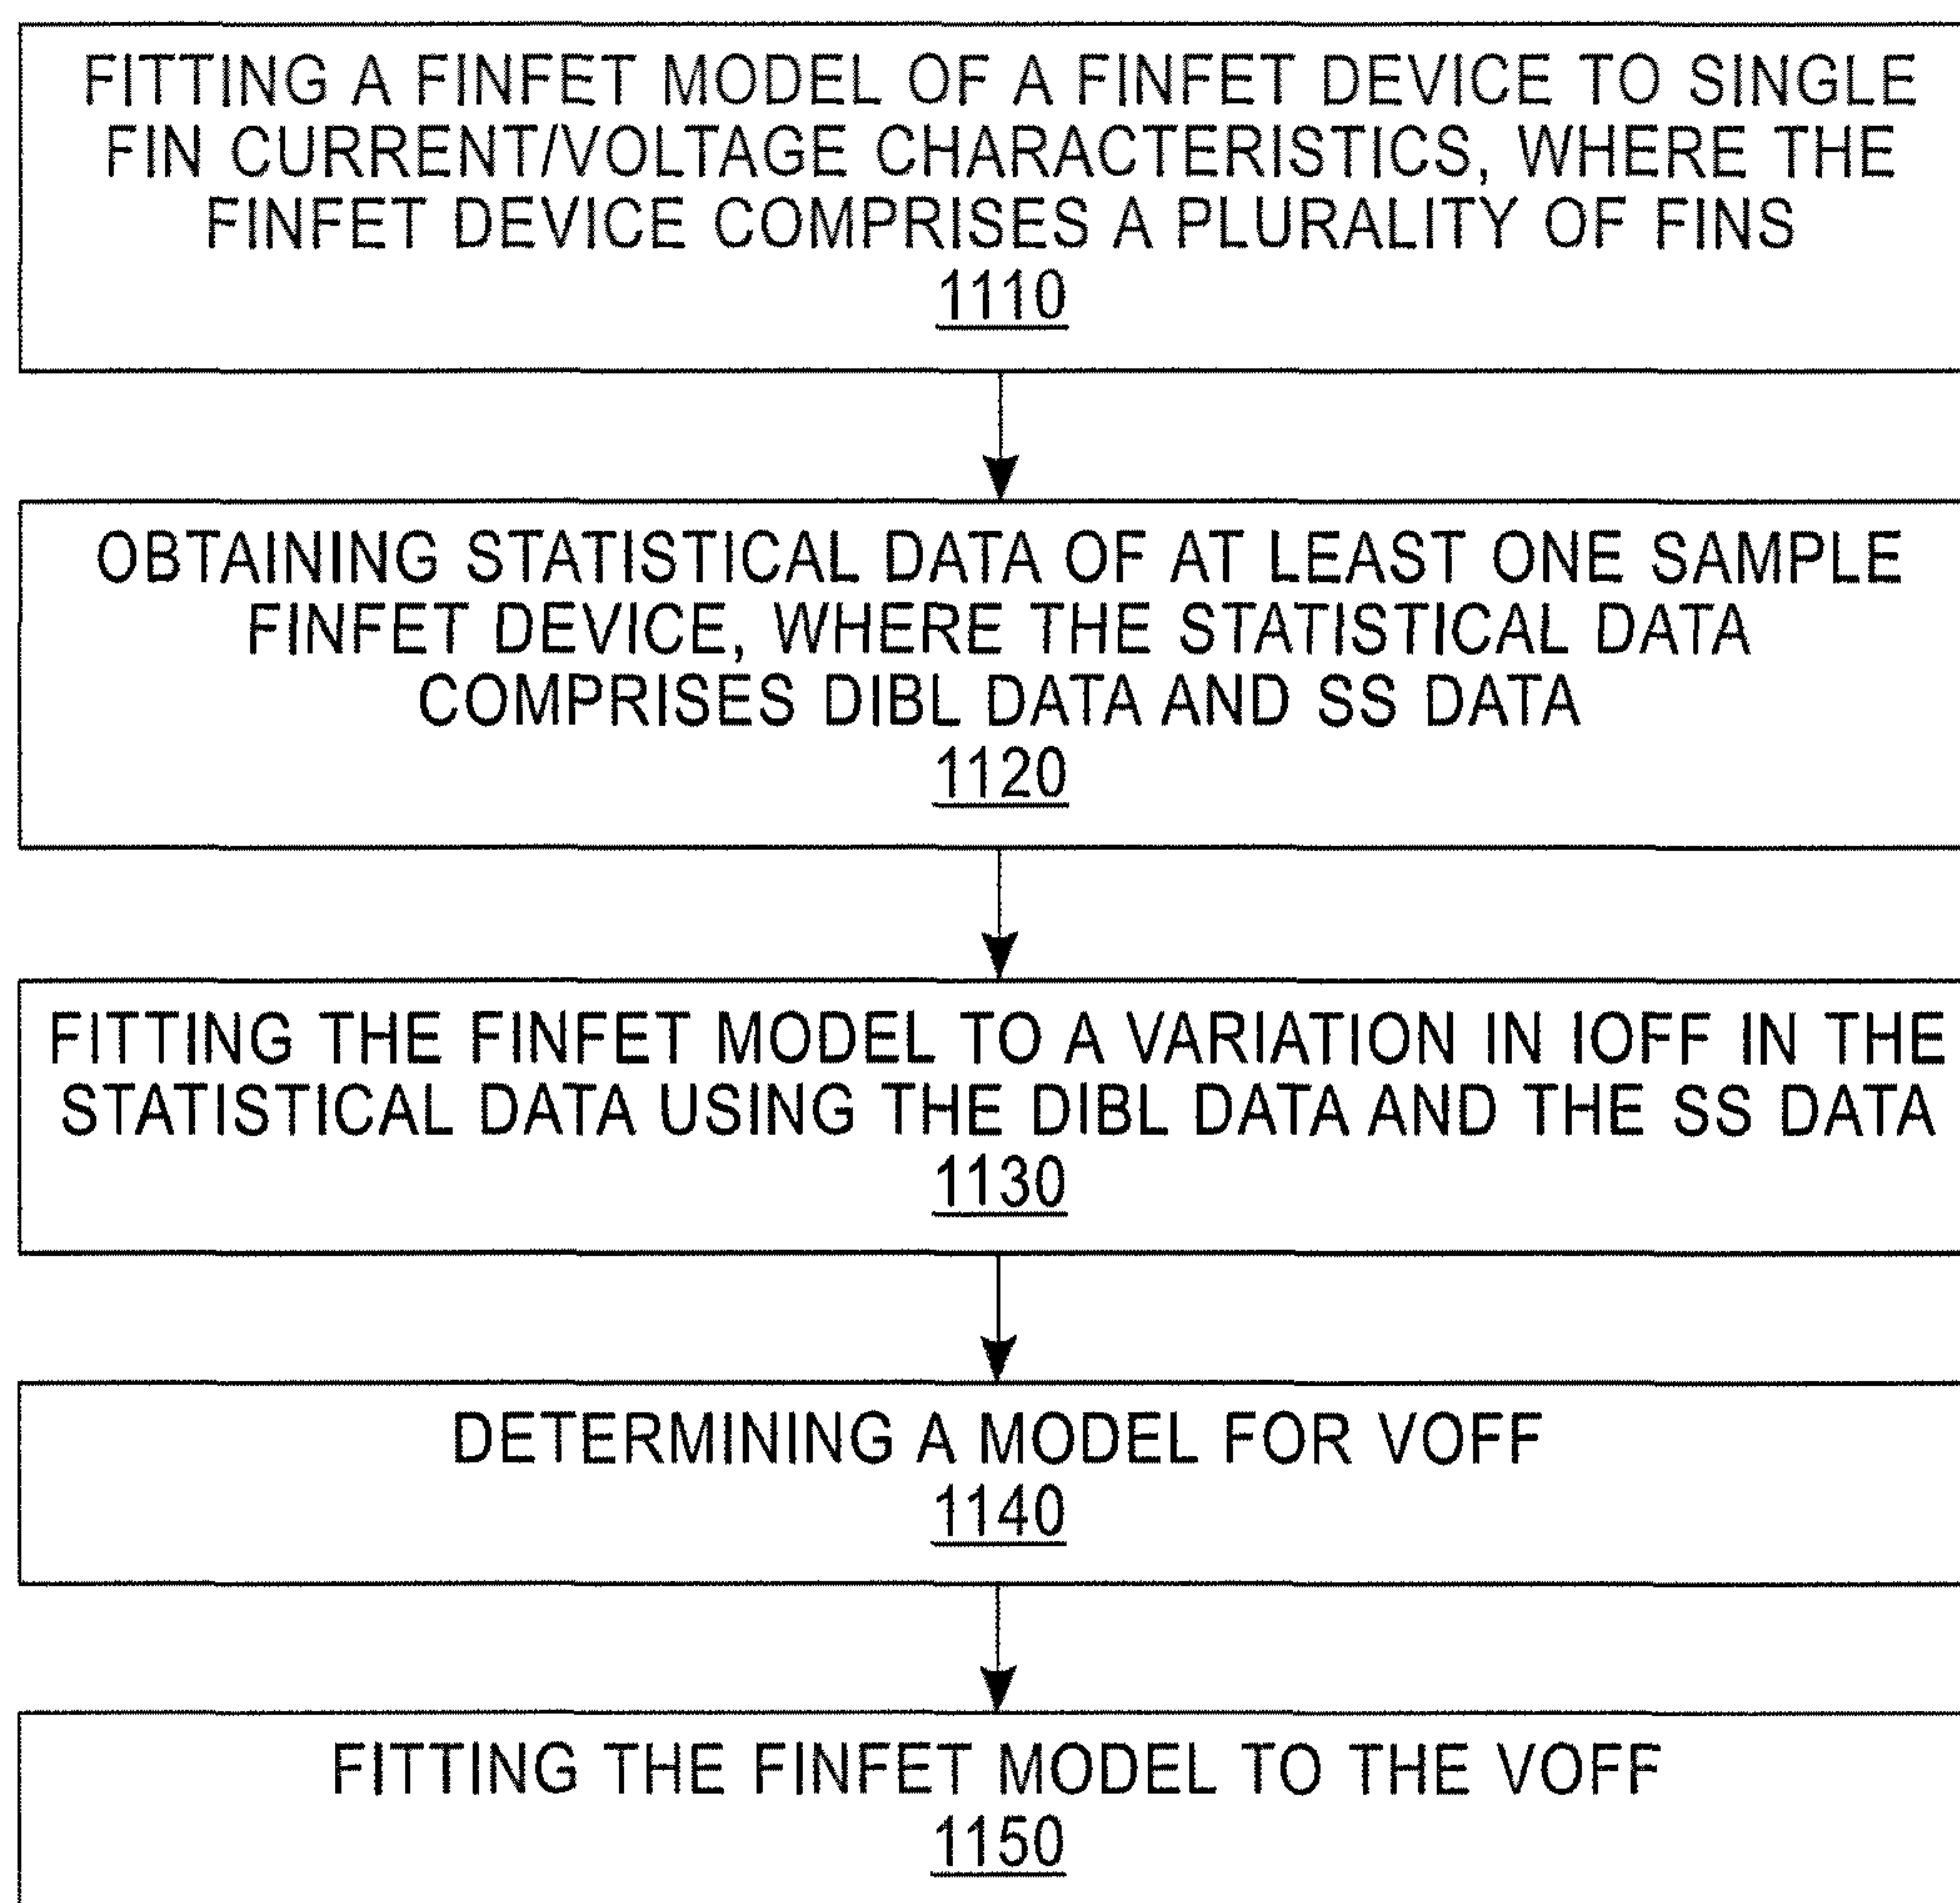 FITTING A FINFET MODEL OF A FINFET DEVICE TO SINGLE
FIN CURRENT/VOLTAGE CHARACTERISTICS, WHERE THE
FINFET DEVICE COMPRISES A PLURALITY OF FINS
1110
OBTAINING STATISTICAL DATA OF AT LEAST ONE SAMPLE
FINFET DEVICE, WHERE THE STATISTICAL DATA
COMPRISES DIBL DATA AND SS DATA
1120
FITTING THE FINFET MODEL TO A VARIATION IN IOFF IN THE
STATISTICAL DATA USING THE DIBL DATA AND THE SS DATA
1130
DETERMINING A MODEL FOR VOFF
1140
FITTING THE FINFET MODEL TO THE VOFF
1150